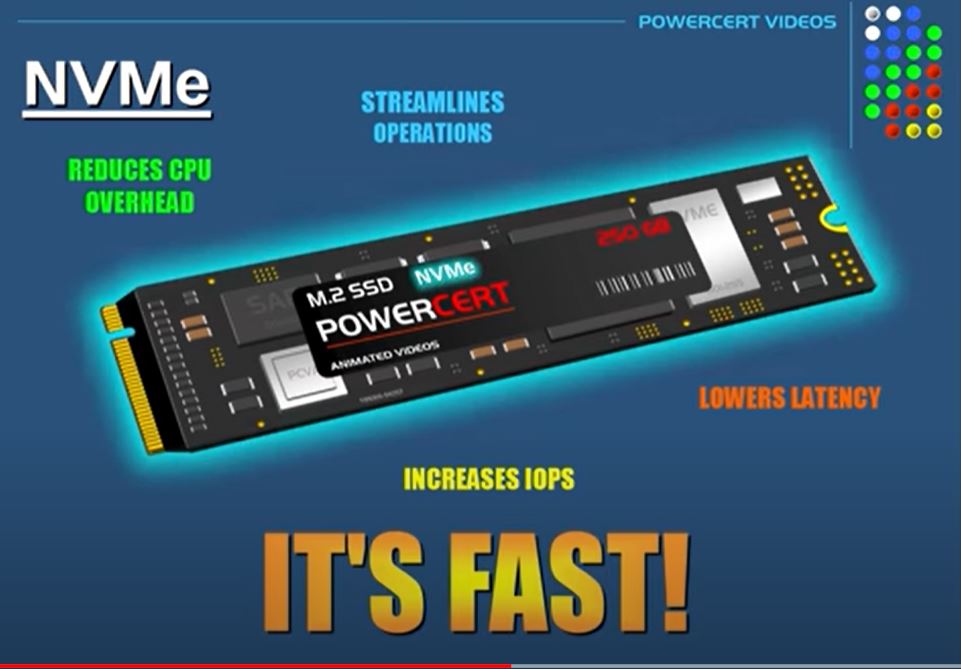 POWERCERT VIDEOS
NVMe
STREAMLINES
OPERATIONS
REDUCES CPU
OVERHEAD
250 GB
M.2 SSD NVMe
POWERCERT
ANIMATED VIDEOS
LOWERS LATENCY
INCREASES IOPS
IT'S FAST!